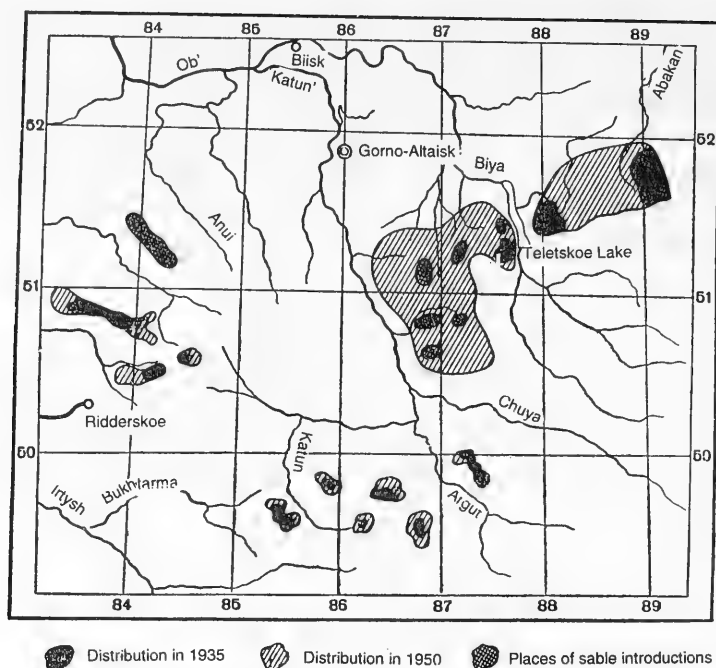 84 85 86 87 88 89
Ob'
Biisk
Katun'
Abakan
52 52
Gorno-Altaisk
Biya
Anui
Teletskoe Lake
51 51
Ridderskoe
Chuya
50 50
Katun
Irtysh
Bukhtarma
Argut
84 85 86 87 88 89
Distribution in 1935 Distribution in 1950 Places of sable introductions